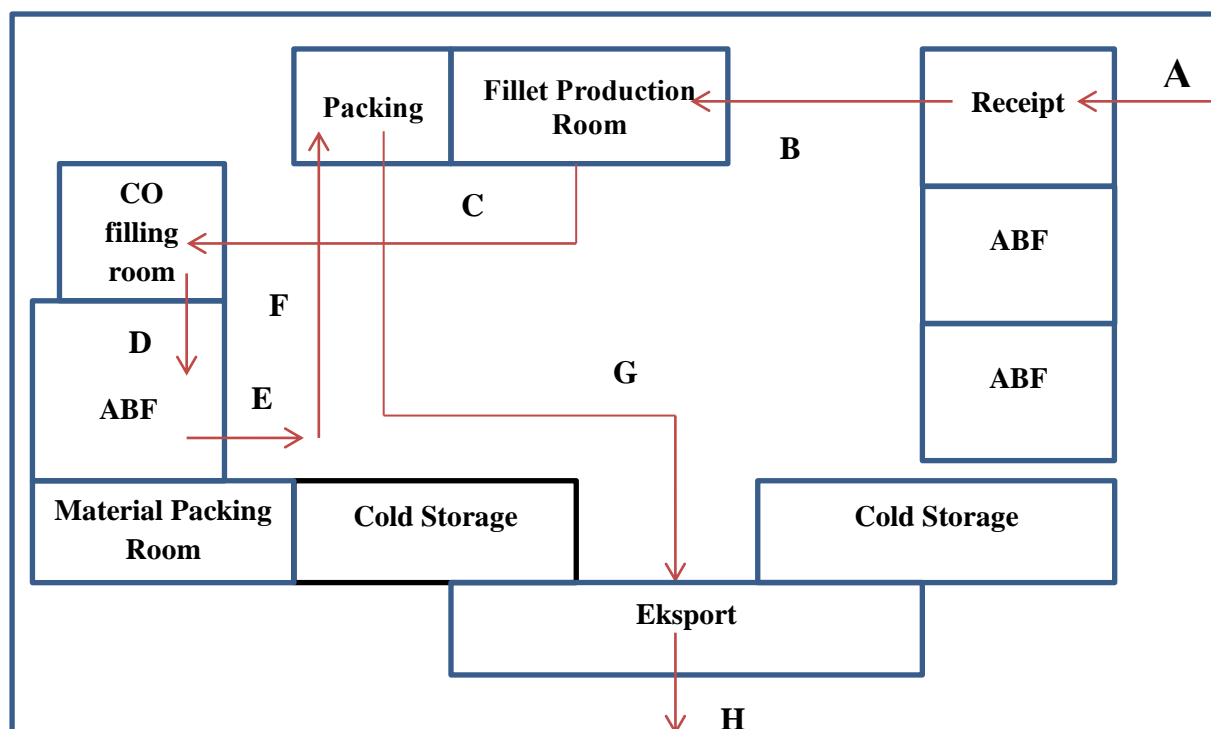 A
Packing
Fillet Production
Room
Receipt
B
CO
filling
room
C
ABF
F
D
G
ABF
E
ABF
Material Packing
Room
Cold Storage
Cold Storage
Eksport
H